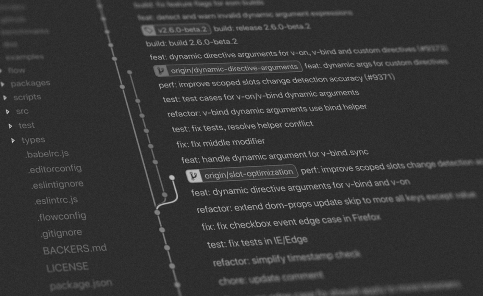 build: fix feature flags for esm builds
feat: detect and warn invalid dynamic argument expressions
v2.6.0-beta.2 build: release 2.6.0-beta.2
build: build 2.6.0-beta.2
feat: dynamic directive arguments for v-on, v-bind and custom directives (#9373)
origin/dynamic-directive-arguments feat: dynamic args for custom directives
perf: improve scoped slots change detection accuracy (#9371)
test: test cases for v-on/v-bind dynamic arguments
refactor: v-bind dynamic arguments use bind helper
test: fix tests, resolve helper conflict
fix: fix middle modifier
feat: handle dynamic argument for v-bind.sync
origin/slot-optimization perf: improve scoped slots change detection
feat: dynamic directive arguments for v-bind and v-on
refactor: extend dom-props update skip to more all keys except value
fix: fix checkbox event edge case in Firefox
test: fix tests in IE/Edge
refactor: simplify timestamp check
chore: update comment
examples
flow
packages
scripts
src
test
types
.babelrc.js
.editorconfig
.eslintignore
.eslintrc.js
.flowconfig
.gitignore
BACKERS.md
LICENSE
package.json